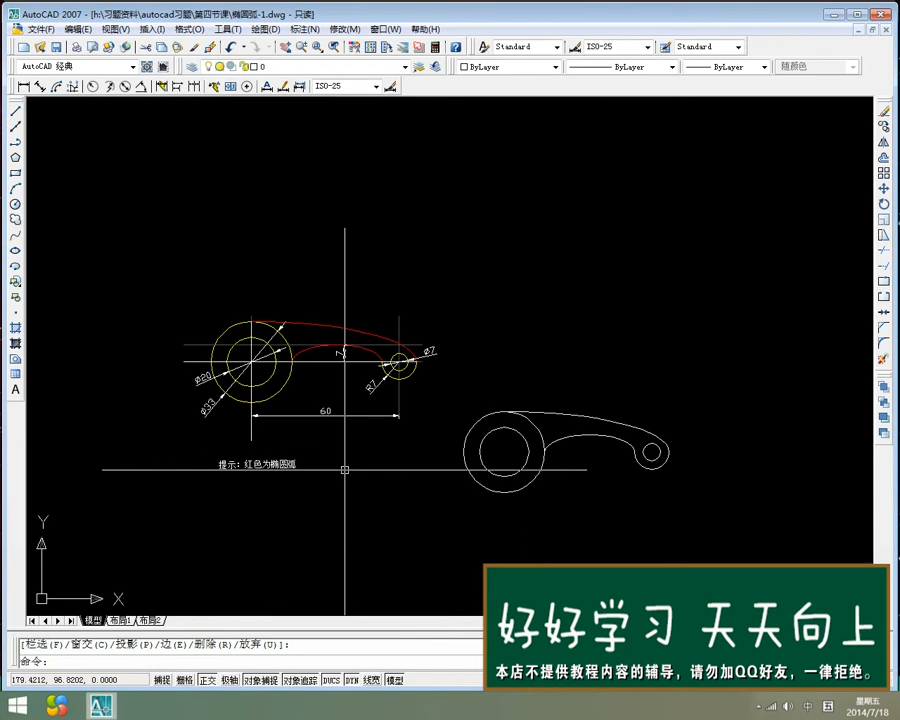 AutoCAD 2007 - [h:\习题资料\autocad习题\第四节课\椭圆弧-1.dwg - 只读]
文件(F) 编辑(E) 视图(V) 插入(I) 格式(O) 工具(T) 绘图(D) 标注(N) 修改(M) 窗口(W) 帮助(H)
Standard ISO-25 Standard
AutoCAD 经典 0 ByLayer ByLayer ByLayer 随颜色
ISO-25
7
Ø7
Ø20
R7
Ø33
60
提示：红色为椭圆弧
Y
X
模型 布局1 布局2
[栏选(F)/窗交(C)/投影(P)/边(E)/删除(R)/放弃(U)]:
命令:
179.4212, 96.8202, 0.0000 捕捉 栅格 正交 极轴 对象捕捉 对象追踪 DUCS DYN 线宽 模型
好好学习 天天向上
本店不提供教程内容的辅导，请勿加QQ好友，一律拒绝。
中
五
星期五
2014/7/18